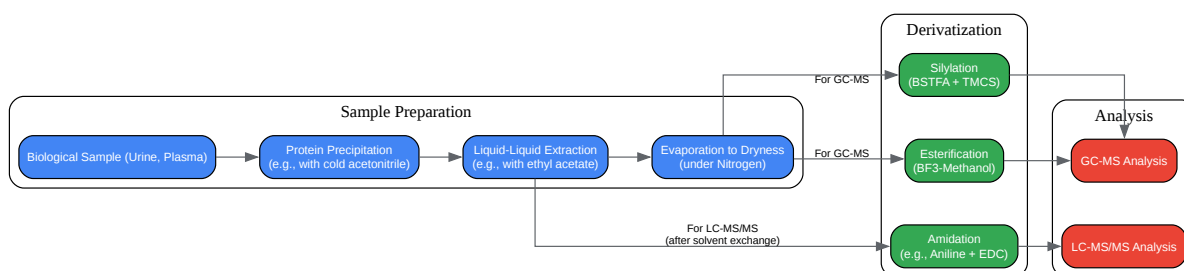 Derivatization
Silylation
(BSTFA + TMCS)
For GC-MS
Sample Preparation
Analysis
Biological Sample (Urine, Plasma)
Protein Precipitation
(e.g., with cold acetonitrile)
Liquid-Liquid Extraction
(e.g., with ethyl acetate)
Evaporation to Dryness
(under Nitrogen)
For GC-MS
Esterification
(BF3-Methanol)
GC-MS Analysis
For LC-MS/MS
(after solvent exchange)
Amidation
(e.g., Aniline + EDC)
LC-MS/MS Analysis